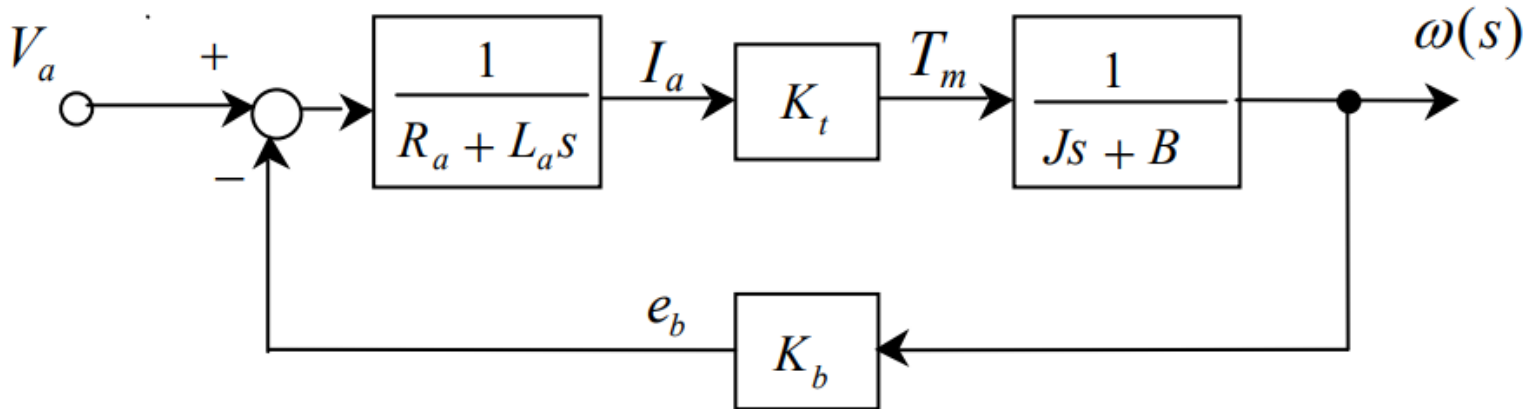 V_a
+
−
1
R_a + L_a s
I_a
K_t
T_m
1
Js + B
ω(s)
e_b
K_b